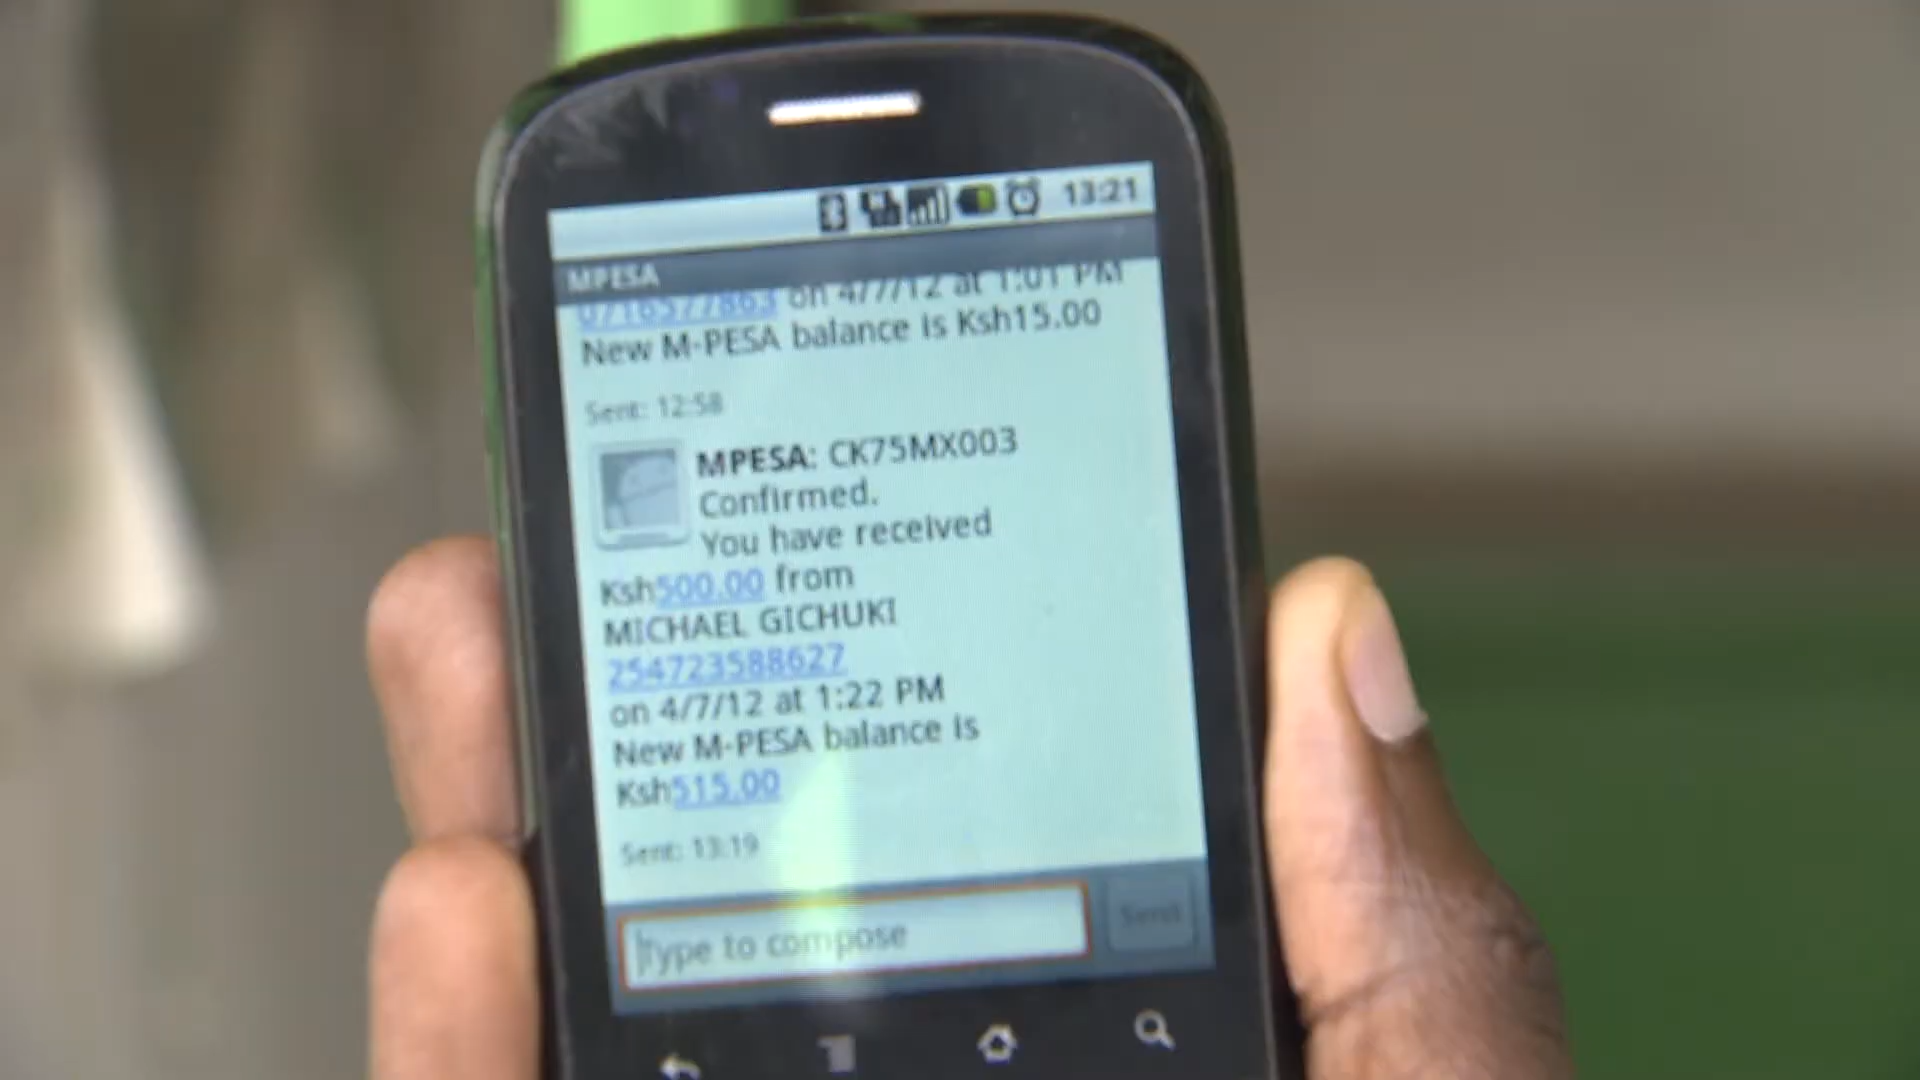 13:21
MPESA
0716577863 on 4/7/12 at 1:01 PM
New M-PESA balance is Ksh15.00
Sent: 12:58
MPESA: CK75MX003
Confirmed.
You have received
Ksh500.00 from
MICHAEL GICHUKI
254723588627
on 4/7/12 at 1:22 PM
New M-PESA balance is
Ksh515.00
Sent: 13:19
Type to compose
Send